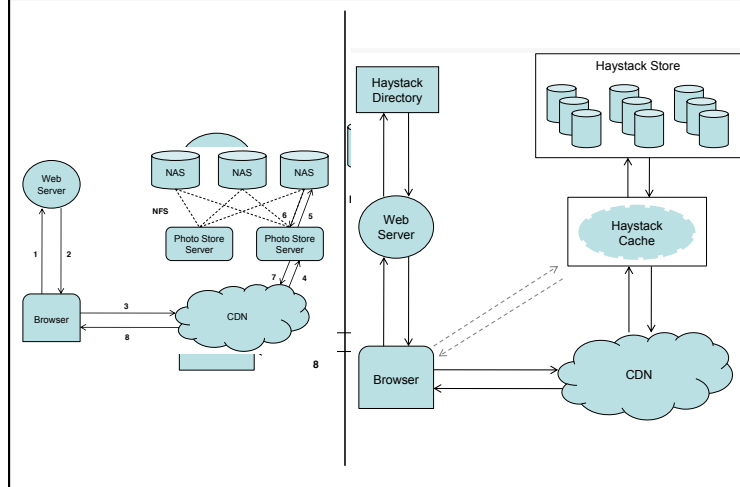 NAS
NAS
NAS
Web
Server
NFS
6
5
Photo Store
Server
Photo Store
Server
1
2
7
4
3
Browser
CDN
8
8
Haystack
Directory
Haystack Store
Web
Server
Haystack
Cache
Browser
CDN